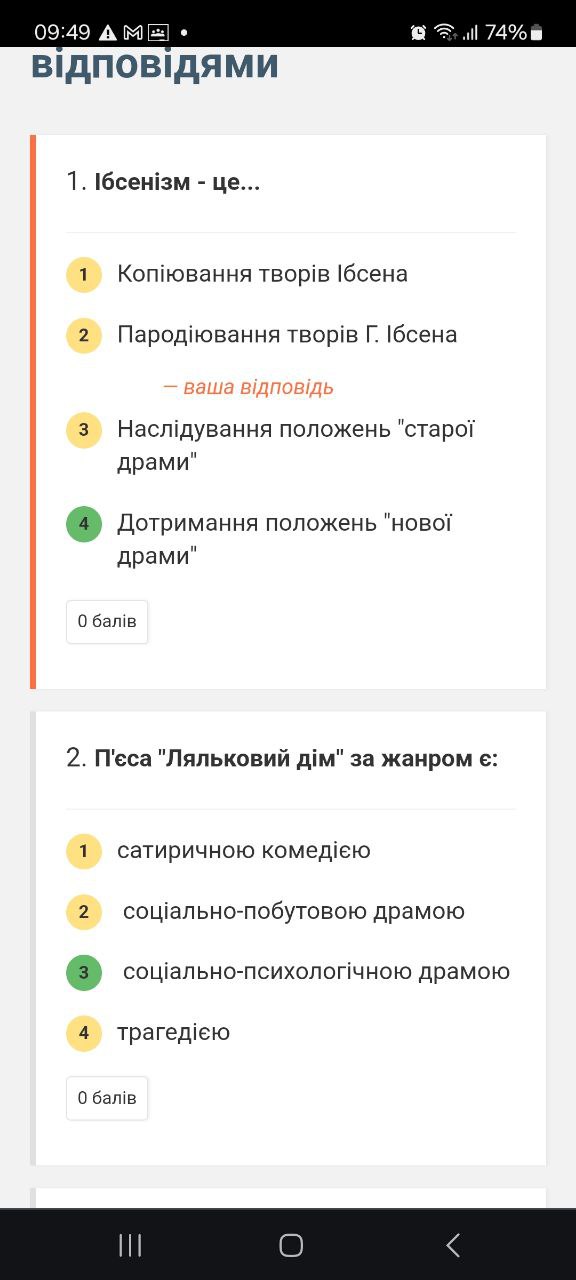 09:49
74%
відповідями
1. Ібсенізм - це...
1 Копіювання творів Ібсена
2 Пародіювання творів Г. Ібсена
— ваша відповідь
3 Наслідування положень "старої
драми"
4 Дотримання положень "нової
драми"
0 балів
2. П'єса "Ляльковий дім" за жанром є:
1 сатиричною комедією
2 соціально-побутовою драмою
3 соціально-психологічною драмою
4 трагедією
0 балів